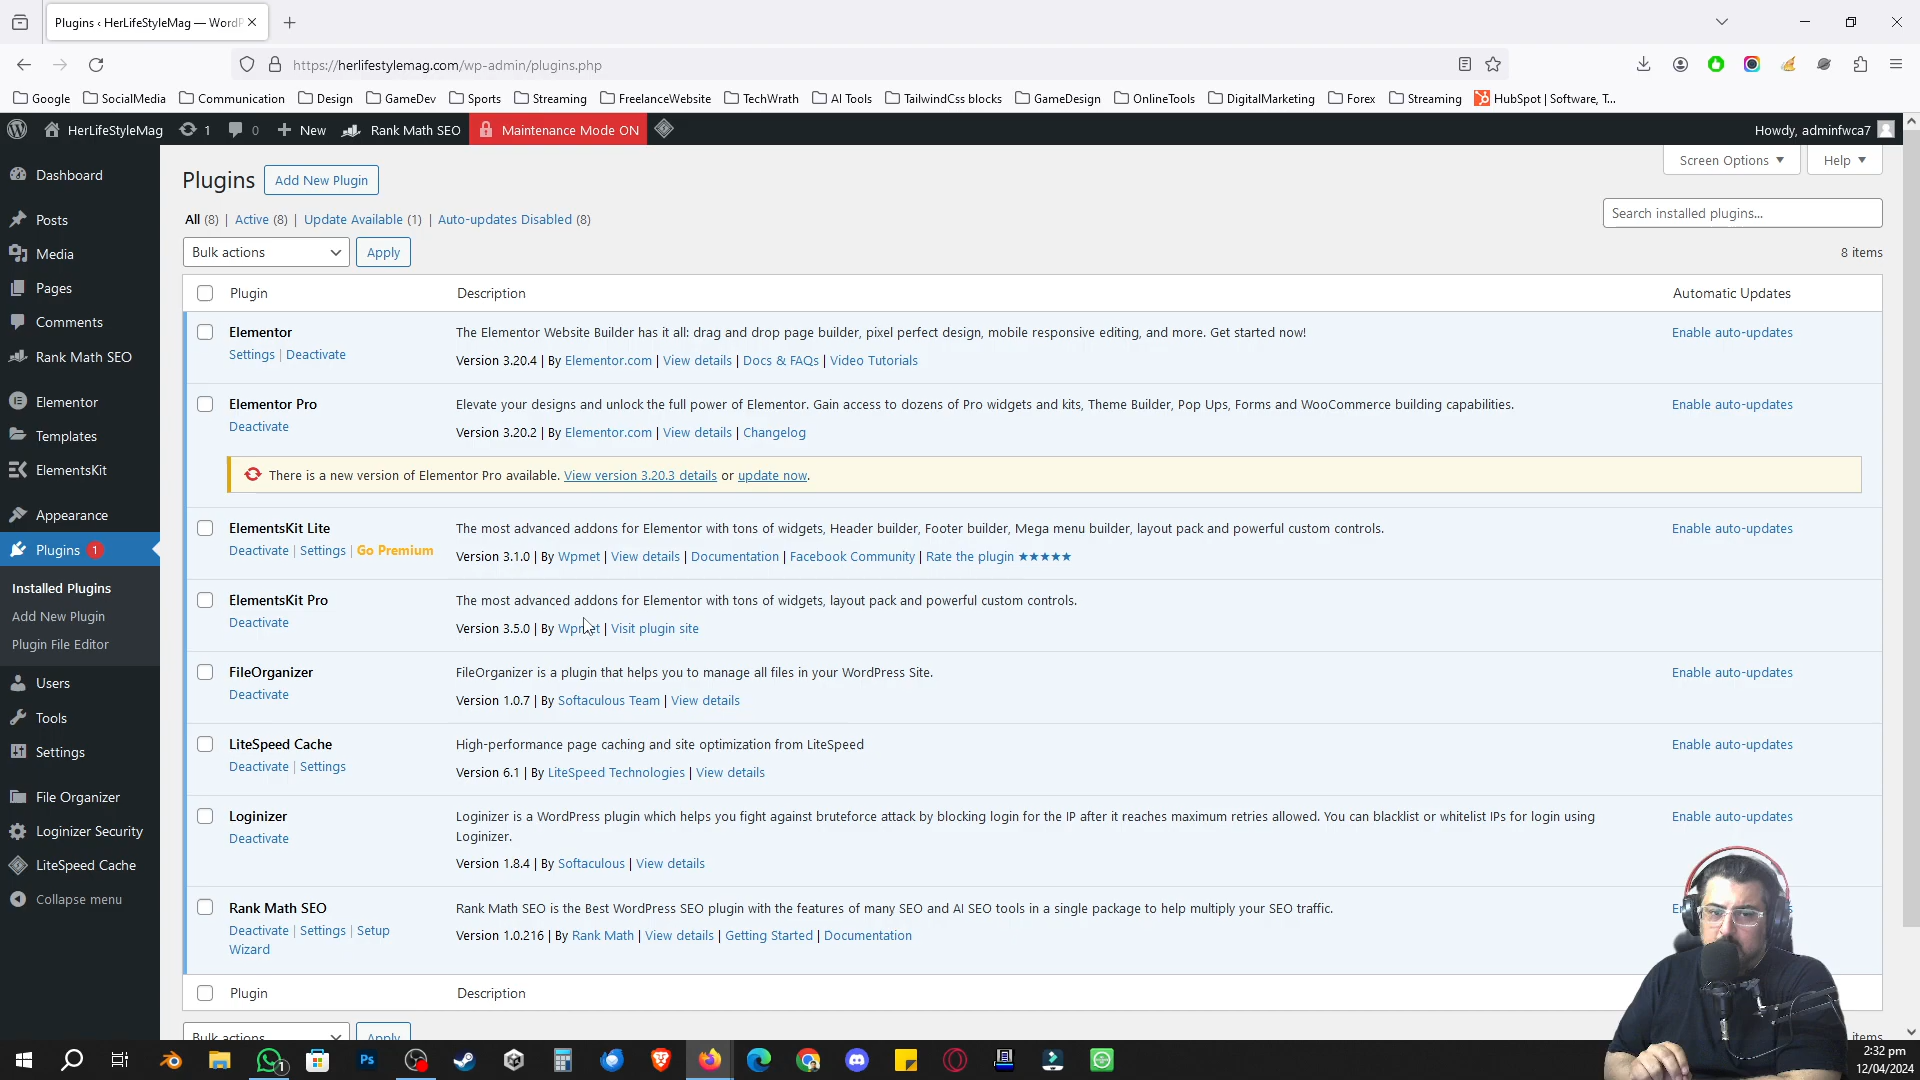 Plugins ‹ HerLifeStyleMag — WordP
https://herlifestylemag.com/wp-admin/plugins.php
Google SocialMedia Communication Design GameDev Sports Streaming FreelanceWebsite TechWrath AI Tools TailwindCss blocks GameDesign OnlineTools DigitalMarketing Forex Streaming HubSpot | Software, T...
HerLifeStyleMag 1 0 New Rank Math SEO Maintenance Mode ON Howdy, adminfwca7
Screen Options Help
Dashboard
Posts
Media
Pages
Comments
Rank Math SEO
Elementor
Templates
ElementsKit
Appearance
Plugins 1
Installed Plugins
Add New Plugin
Plugin File Editor
Users
Tools
Settings
File Organizer
Loginizer Security
LiteSpeed Cache
Collapse menu
Plugins Add New Plugin
All (8) | Active (8) | Update Available (1) | Auto-updates Disabled (8)
Search installed plugins...
Bulk actions Apply
8 items
Plugin Description Automatic Updates
Elementor The Elementor Website Builder has it all: drag and drop page builder, pixel perfect design, mobile responsive editing, and more. Get started now! Enable auto-updates
Settings | Deactivate Version 3.20.4 | By Elementor.com | View details | Docs & FAQs | Video Tutorials
Elementor Pro Elevate your designs and unlock the full power of Elementor. Gain access to dozens of Pro widgets and kits, Theme Builder, Pop Ups, Forms and WooCommerce building capabilities. Enable auto-updates
Deactivate Version 3.20.2 | By Elementor.com | View details | Changelog
There is a new version of Elementor Pro available. View version 3.20.3 details or update now.
ElementsKit Lite The most advanced addons for Elementor with tons of widgets, Header builder, Footer builder, Mega menu builder, layout pack and powerful custom controls. Enable auto-updates
Deactivate | Settings | Go Premium Version 3.1.0 | By Wpmet | View details | Documentation | Facebook Community | Rate the plugin ★★★★★
ElementsKit Pro The most advanced addons for Elementor with tons of widgets, layout pack and powerful custom controls.
Deactivate Version 3.5.0 | By Wpmet | Visit plugin site
FileOrganizer FileOrganizer is a plugin that helps you to manage all files in your WordPress Site. Enable auto-updates
Deactivate Version 1.0.7 | By Softaculous Team | View details
LiteSpeed Cache High-performance page caching and site optimization from LiteSpeed Enable auto-updates
Deactivate | Settings Version 6.1 | By LiteSpeed Technologies | View details
Loginizer Loginizer is a WordPress plugin which helps you fight against bruteforce attack by blocking login for the IP after it reaches maximum retries allowed. You can blacklist or whitelist IPs for login using Enable auto-updates
Loginizer.
Deactivate Version 1.8.4 | By Softaculous | View details
Rank Math SEO Rank Math SEO is the Best WordPress SEO plugin with the features of many SEO and AI SEO tools in a single package to help multiply your SEO traffic.
Deactivate | Settings | Setup Version 1.0.216 | By Rank Math | View details | Getting Started | Documentation
Wizard
Plugin Description
Bulk actions Apply items
2:32 pm
12/04/2024